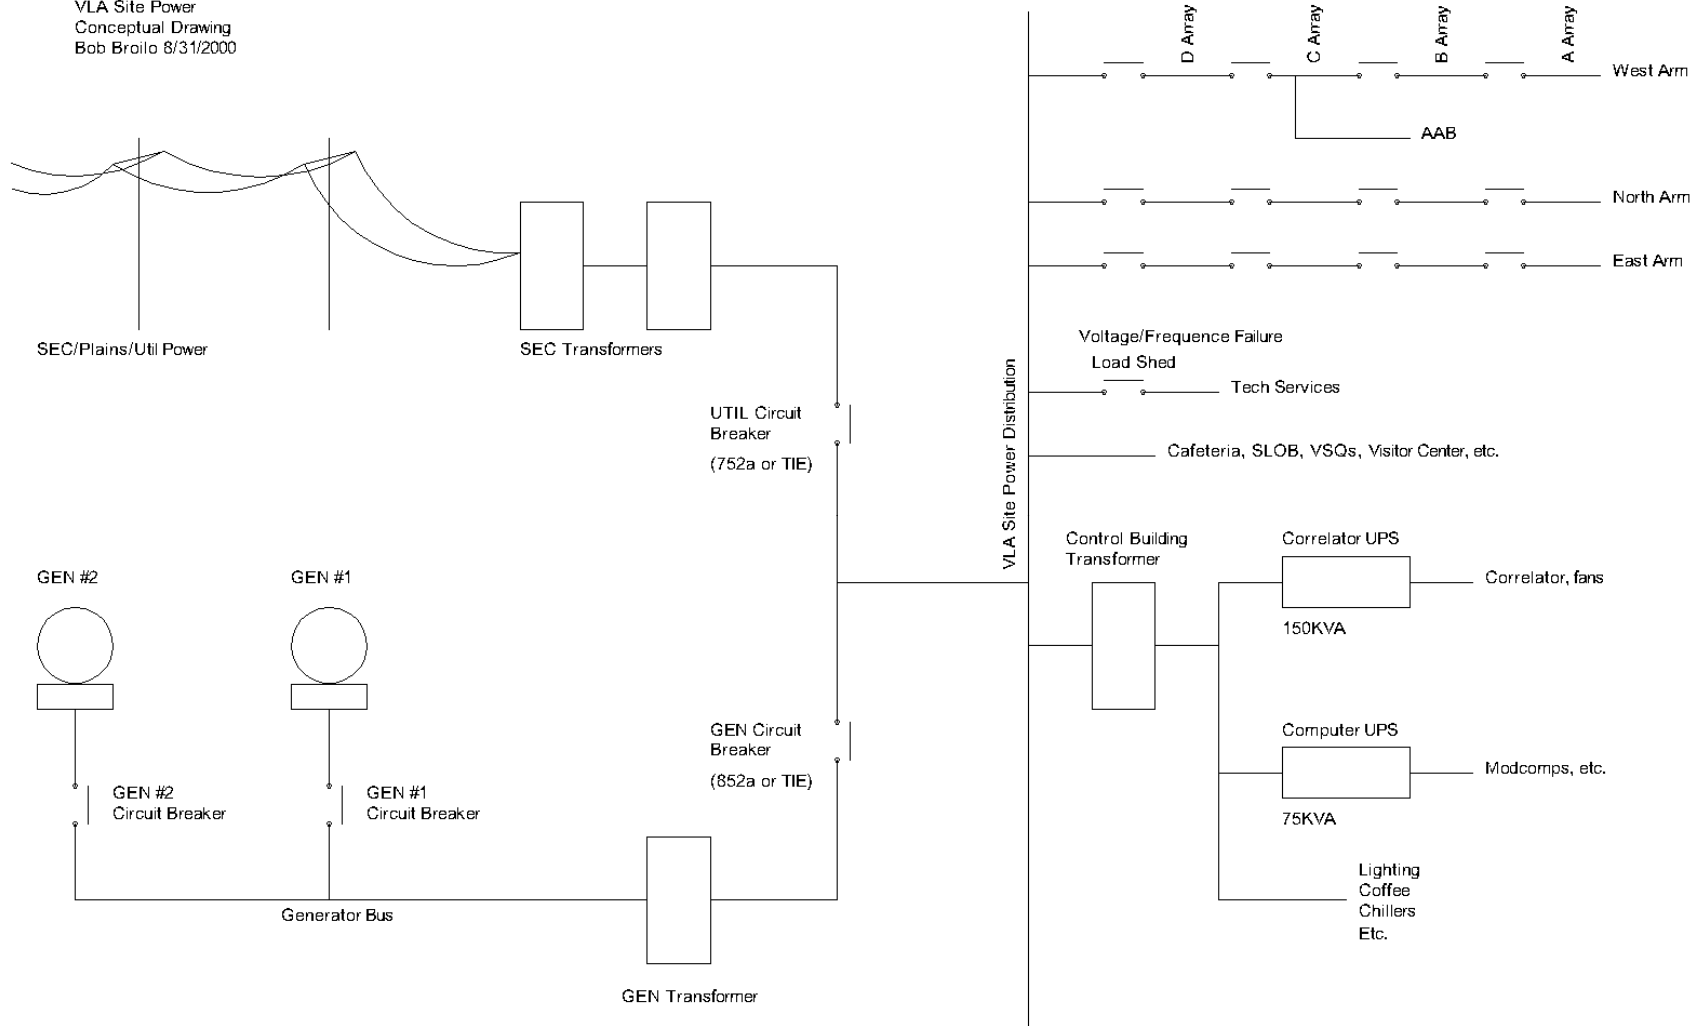 VLA Site Power
Conceptual Drawing
Bob Broilo 8/31/2000
D Array
C Array
B Array
A Array
West Arm
AAB
North Arm
East Arm
SEC/Plains/Util Power
SEC Transformers
Voltage/Frequence Failure
Load Shed
Tech Services
UTIL Circuit
Breaker
(752a or TIE)
VLA Site Power Distribution
Cafeteria, SLOB, VSQs, Visitor Center, etc.
Control Building
Transformer
Correlator UPS
Correlator, fans
150KVA
GEN #2
GEN #1
GEN Circuit
Breaker
(852a or TIE)
Computer UPS
Modcomps, etc.
75KVA
GEN #2
Circuit Breaker
GEN #1
Circuit Breaker
Lighting
Coffee
Chillers
Etc.
Generator Bus
GEN Transformer